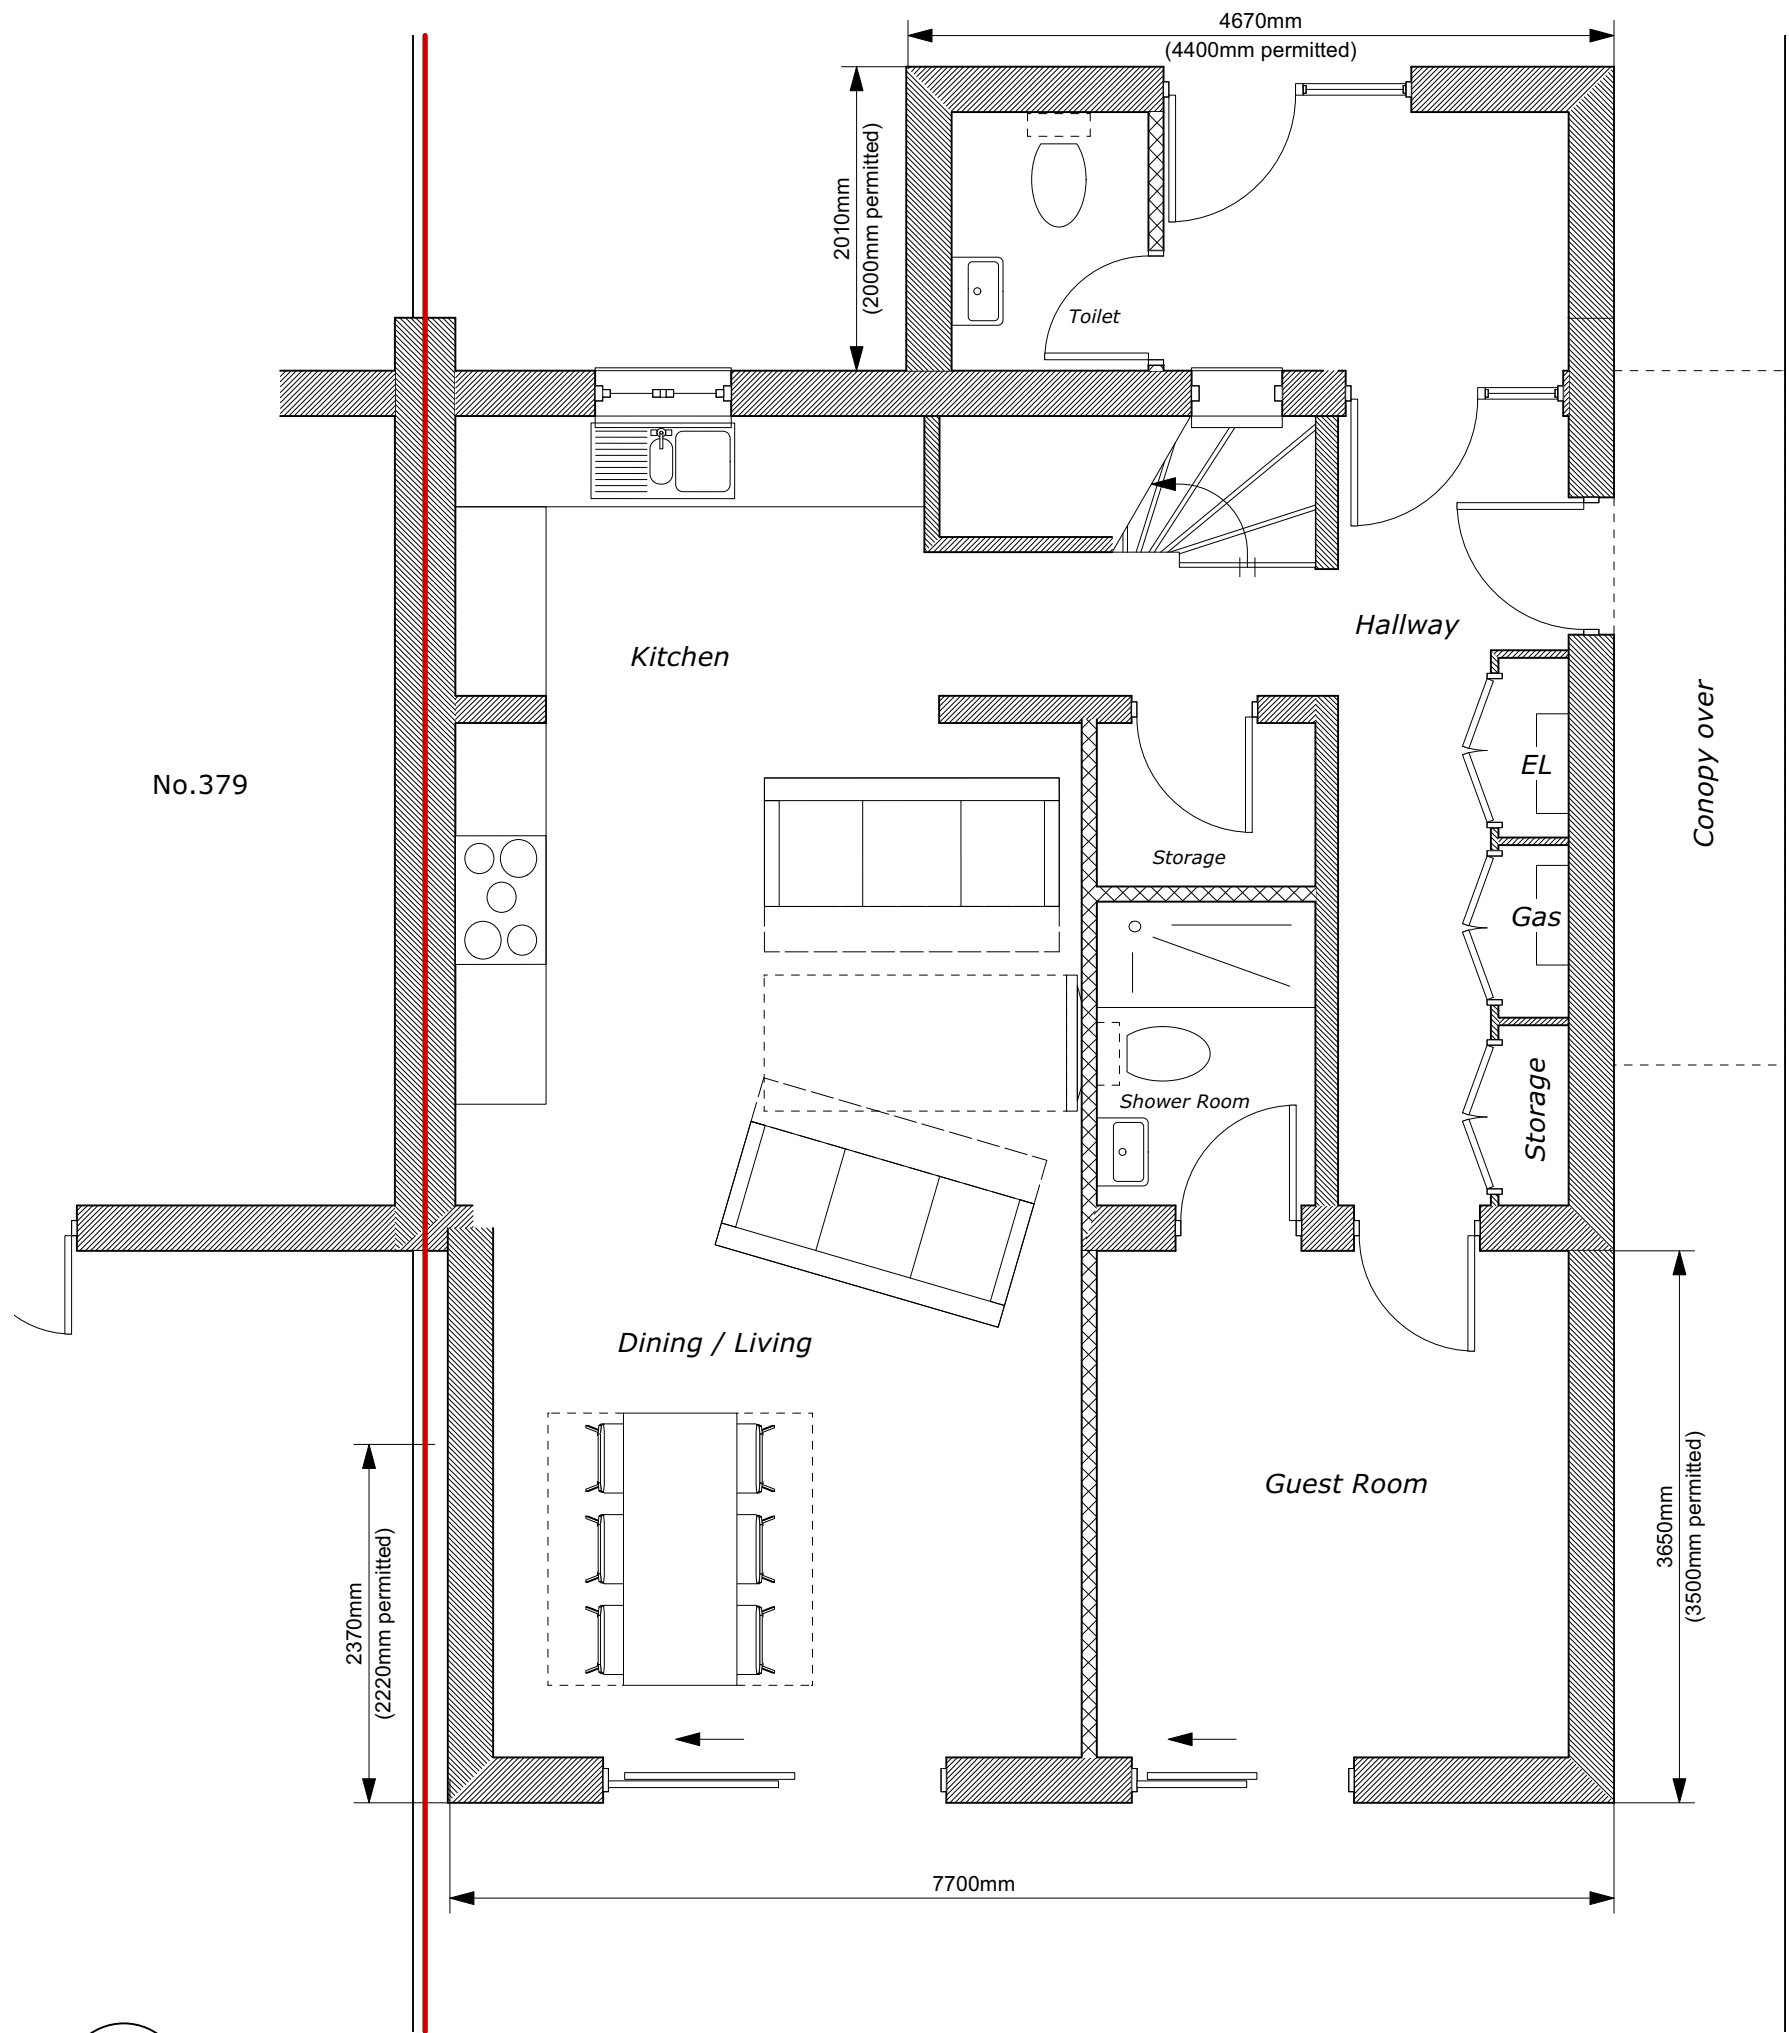 4670mm
(4400mm permitted)
2010mm
(2000mm permitted)
Toilet
Hallway
Kitchen
Canopy over
EL
No.379
Storage
Gas
Storage
Shower Room
Dining / Living
Guest Room
3650mm
(3500mm permitted)
2370mm
(2220mm permitted)
7700mm